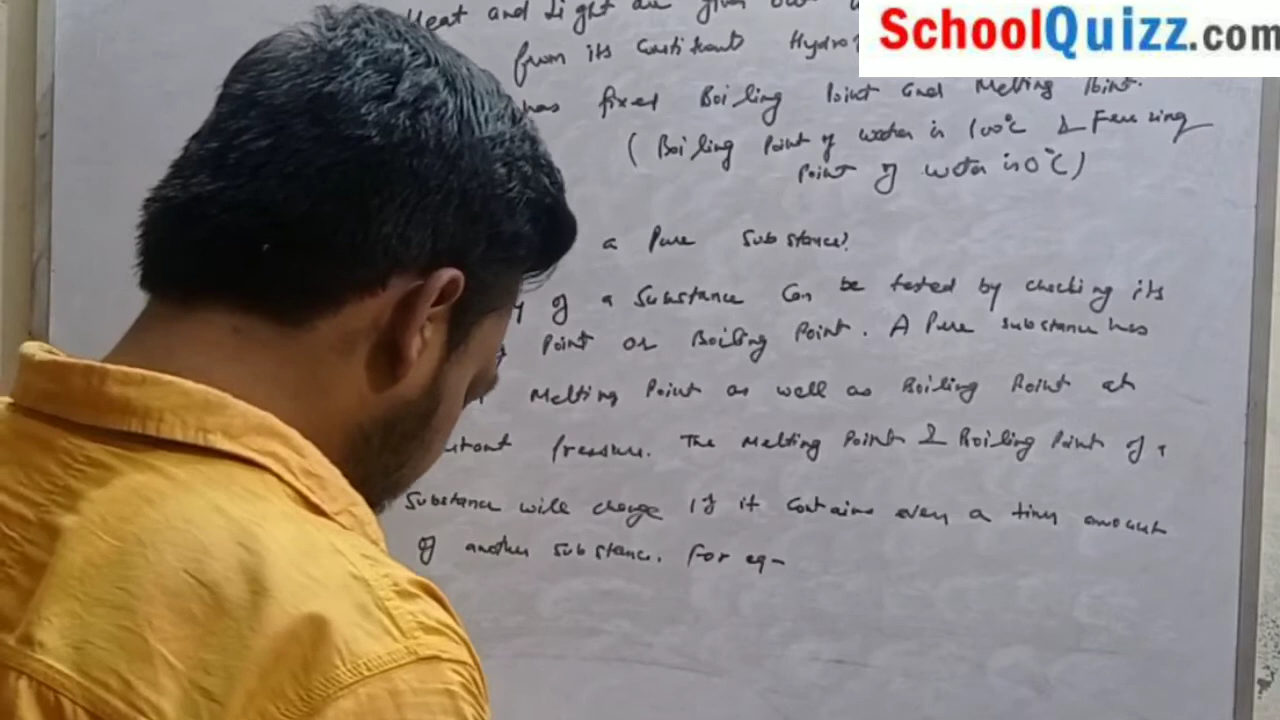 Heat and Light are given out
SchoolQuizz.com
from its Hydro
has fixed Boiling Point and Melting Point.
( Boiling Point of water is 100°C & Freezing
Point of water is 0°C)
a Pure Substance?
of a Substance Can be tested by checking its
Point or Boiling Point. A Pure substance has
Melting Point as well as Boiling Point at
pressure. The Melting Point & Boiling Point of a
Substance will change if it contains even a tiny amount
of another substance. For eg-